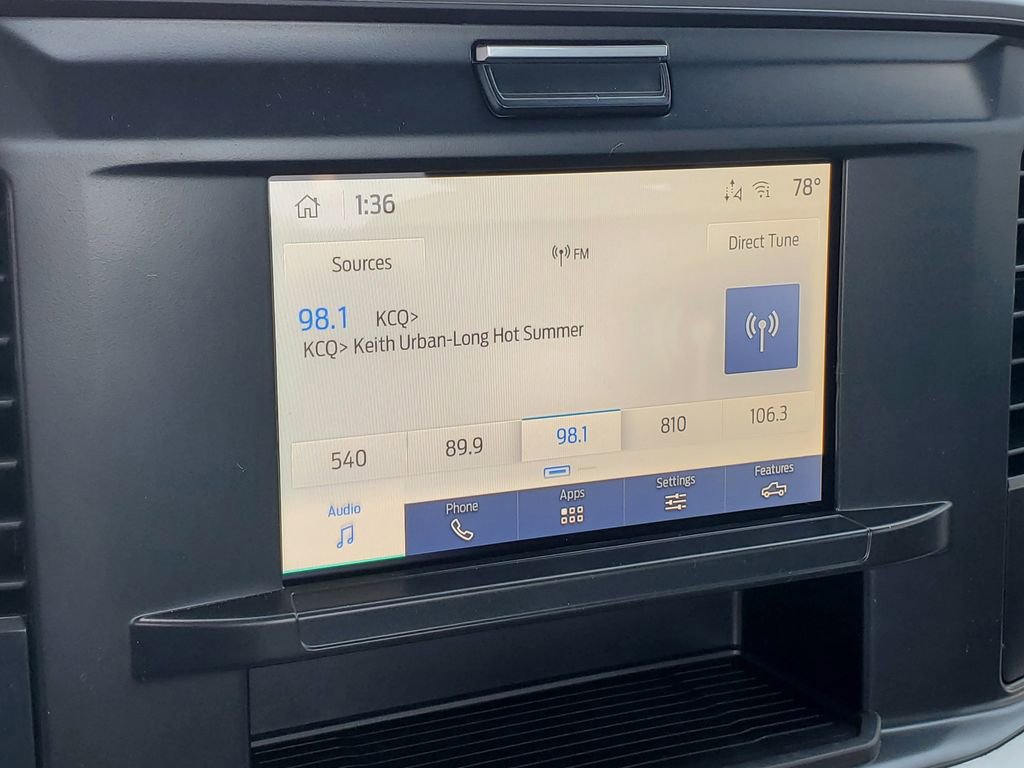 1:36
78°
Sources
FM
Direct Tune
98.1 KCQ>
KCQ> Keith Urban-Long Hot Summer
540 89.9 98.1 810 106.3
Audio Phone Apps Settings Features